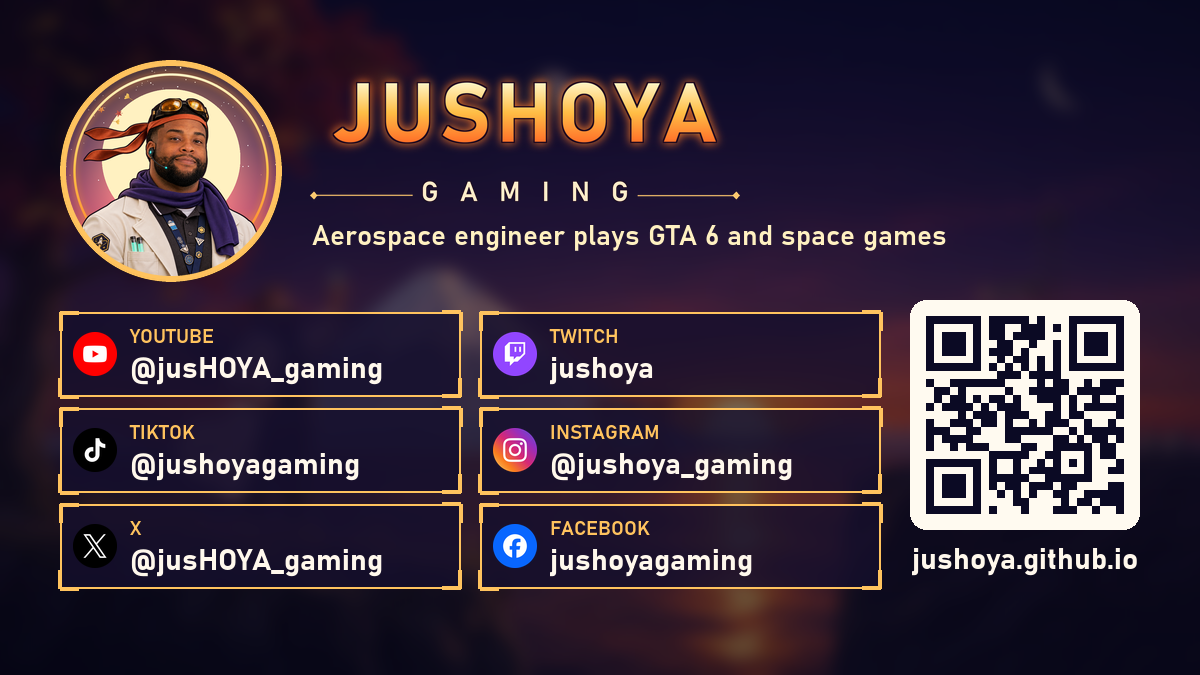 JUSHOYA
GAMING
Aerospace engineer plays GTA 6 and space games
YOUTUBE
@jusHOYA_gaming
TWITCH
jushoya
TIKTOK
@jushoyagaming
INSTAGRAM
@jushoya_gaming
X
@jusHOYA_gaming
FACEBOOK
jushoyagaming
jushoya.github.io